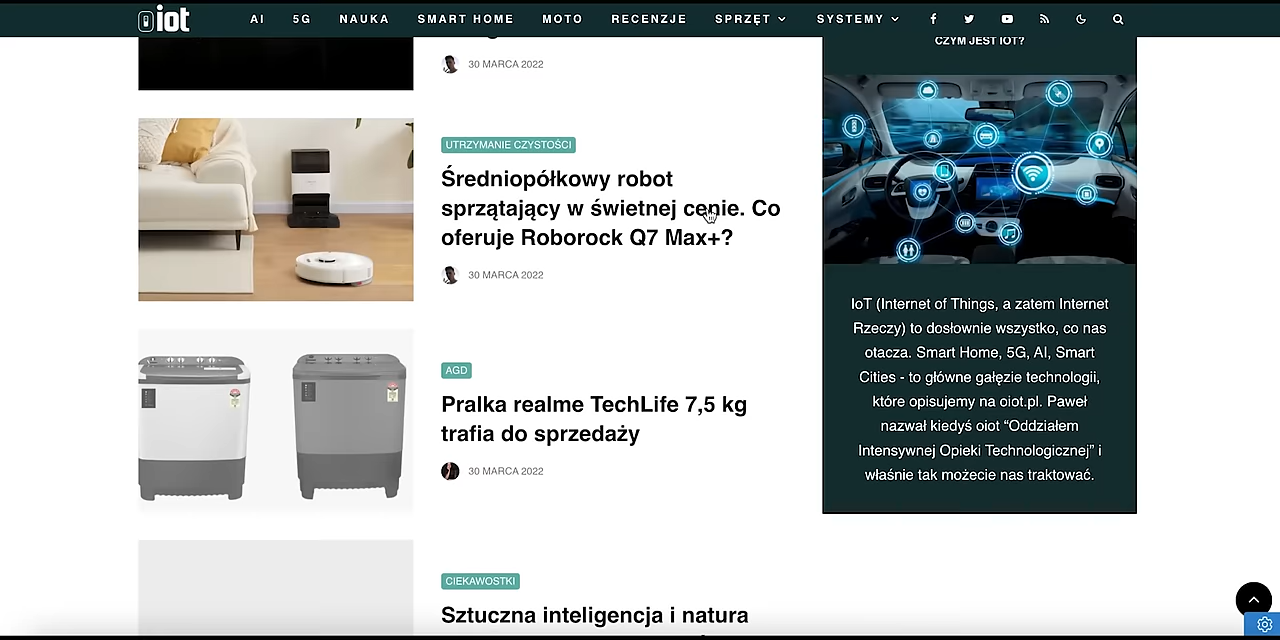 oiot
AI 5G NAUKA SMART HOME MOTO RECENZJE SPRZĘT SYSTEMY
30 MARCA 2022
UTRZYMANIE CZYSTOŚCI
Średniopółkowy robot
sprzątający w świetnej cenie. Co
oferuje Roborock Q7 Max+?
30 MARCA 2022
AGD
Pralka realme TechLife 7,5 kg
trafia do sprzedaży
30 MARCA 2022
CIEKAWOSTKI
Sztuczna inteligencja i natura
CZYM JEST IOT?
IoT (Internet of Things, a zatem Internet
Rzeczy) to dosłownie wszystko, co nas
otacza. Smart Home, 5G, AI, Smart
Cities - to główne gałęzie technologii,
które opisujemy na oiot.pl. Paweł
nazwał kiedyś oiot “Oddziałem
Intensywnej Opieki Technologicznej” i
właśnie tak możecie nas traktować.